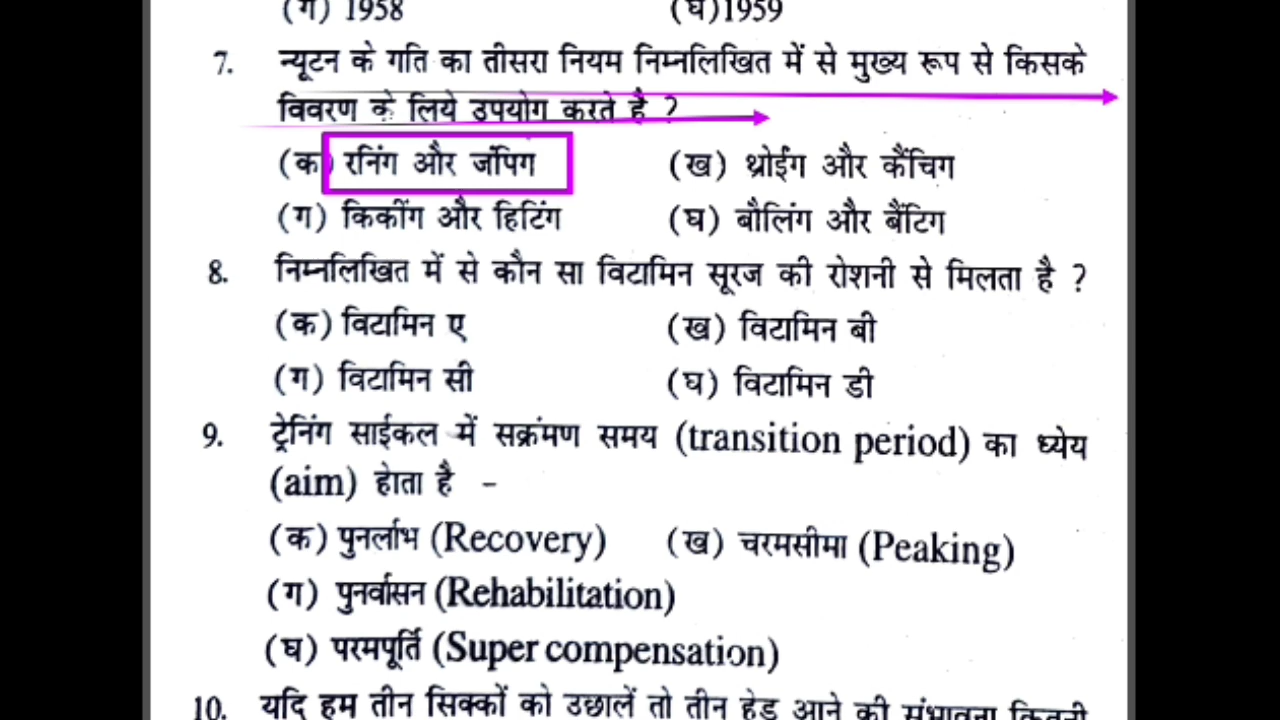 (ग) 1958 (घ)1959
7. न्यूटन के गति का तीसरा नियम निम्नलिखित में से मुख्य रूप से किसके
विवरण के लिये उपयोग करते है ?
(क) रनिंग और जंपिग (ख) थ्रोईंग और कैंचिग
(ग) किकींग और हिटिंग (घ) बौलिंग और बैंटिग
8. निम्नलिखित में से कौन सा विटामिन सूरज की रोशनी से मिलता है ?
(क) विटामिन ए (ख) विटामिन बी
(ग) विटामिन सी (घ) विटामिन डी
9. ट्रेनिंग साईकल में सक्रंमण समय (transition period) का ध्येय
(aim) होता है -
(क) पुनर्लाभ (Recovery) (ख) चरमसीमा (Peaking)
(ग) पुनर्वासन (Rehabilitation)
(घ) परमपूर्ति (Super compensation)
10. यदि हम तीन सिक्कों को उछालें तो तीन हेड आने की संभावना कितनी